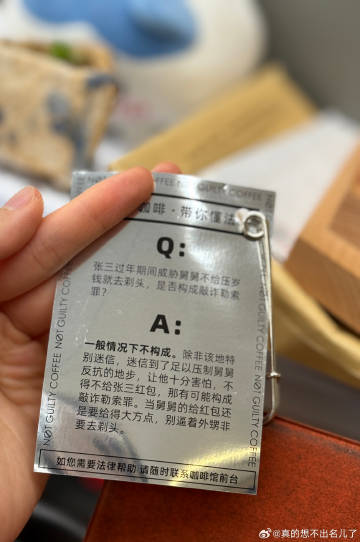 NOT GUILTY COFFEE
咖啡·带你懂法
Q:
张三过年期间威胁舅舅不给压岁
钱就去剃头，是否构成敲诈勒索
罪？
A:
一般情况下不构成。除非该地特
别迷信，迷信到了足以压制舅舅
反抗的地步，让他十分害怕，不
得不给张三红包，那有可能构成
敲诈勒索罪。当舅舅的给红包还
是要给得大方点，别逼着外甥非
要去剃头。
如您需要法律帮助 请随时联系咖啡馆前台
NOT GUILTY COFFEE
NOT GUILTY COFFEE
NOT GUILTY COFFEE
NOT GUILTY COFFEE
@真的想不出名儿了